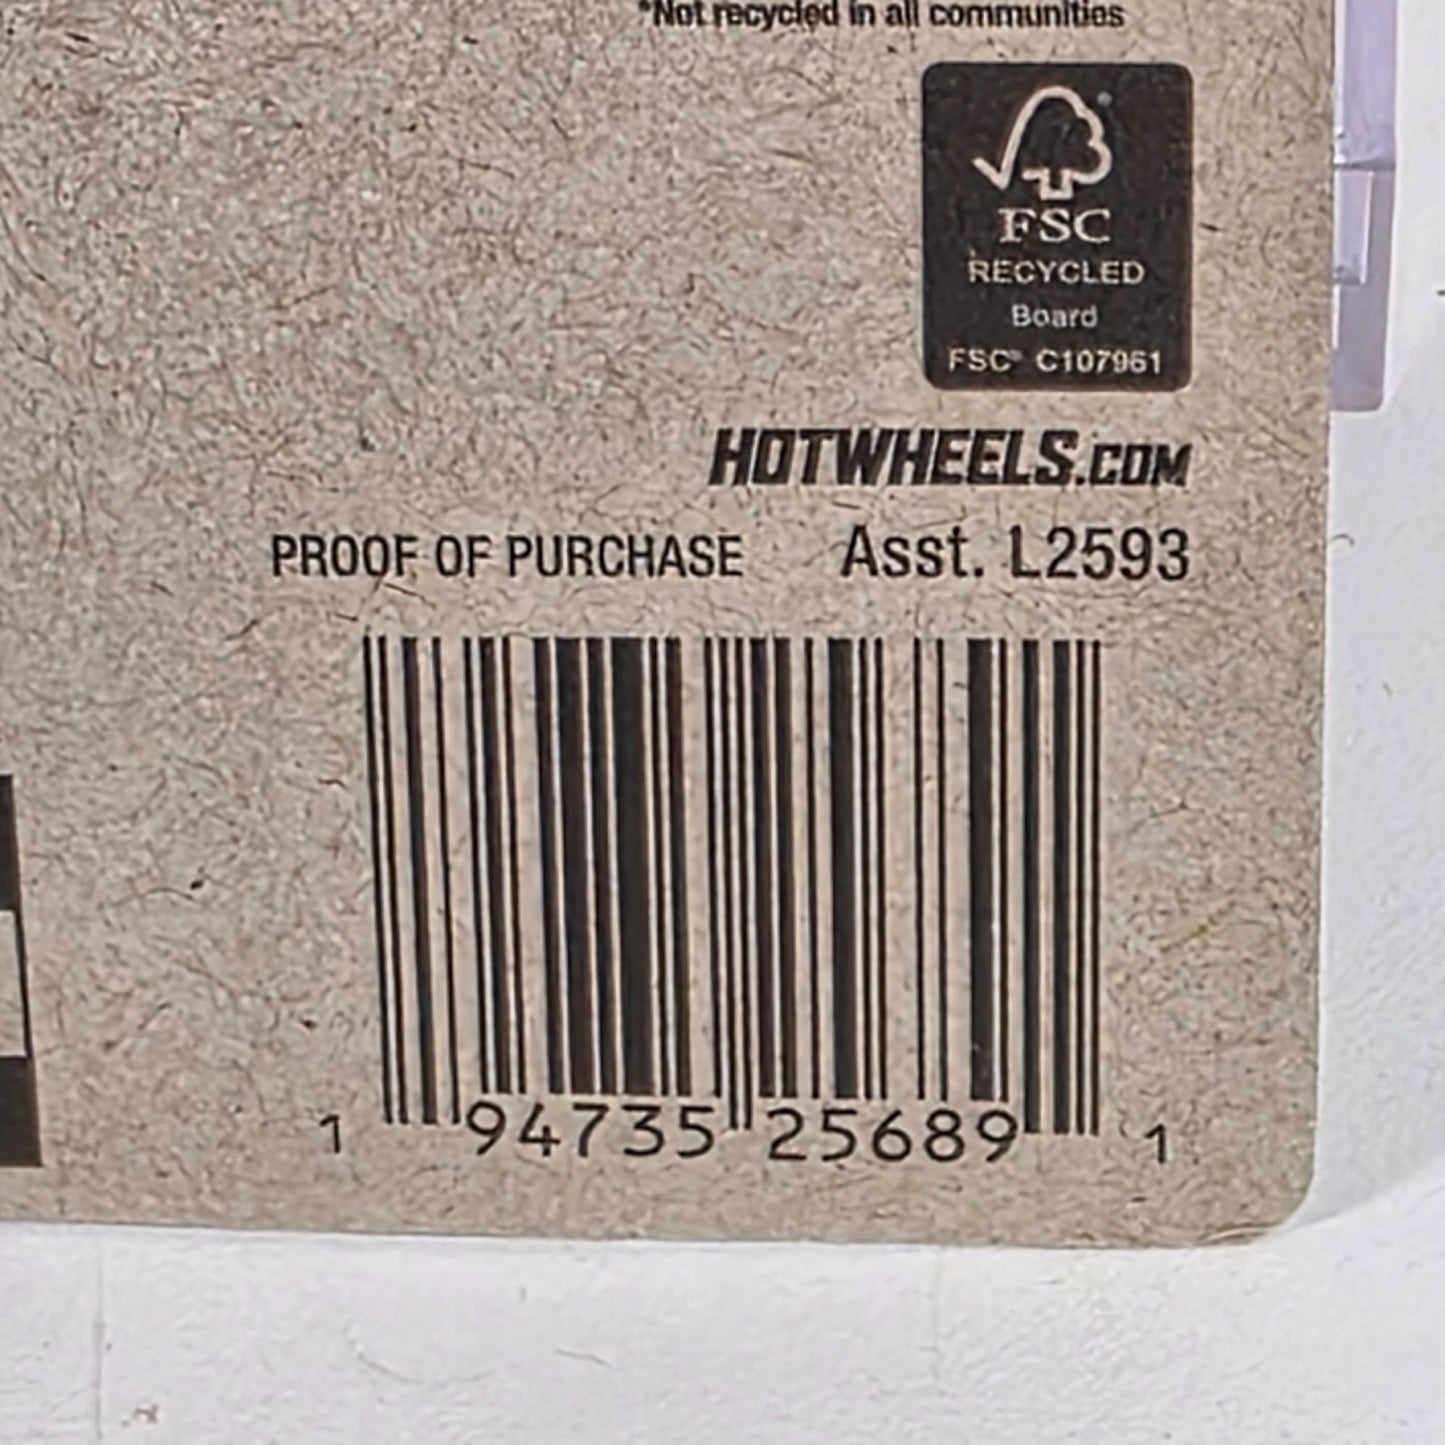 *Not recycled in all communities
FSC
RECYCLED
Board
FSC® C107961
HOTWHEELS.COM
PROOF OF PURCHASE Asst. L2593
1 94735 25689 1